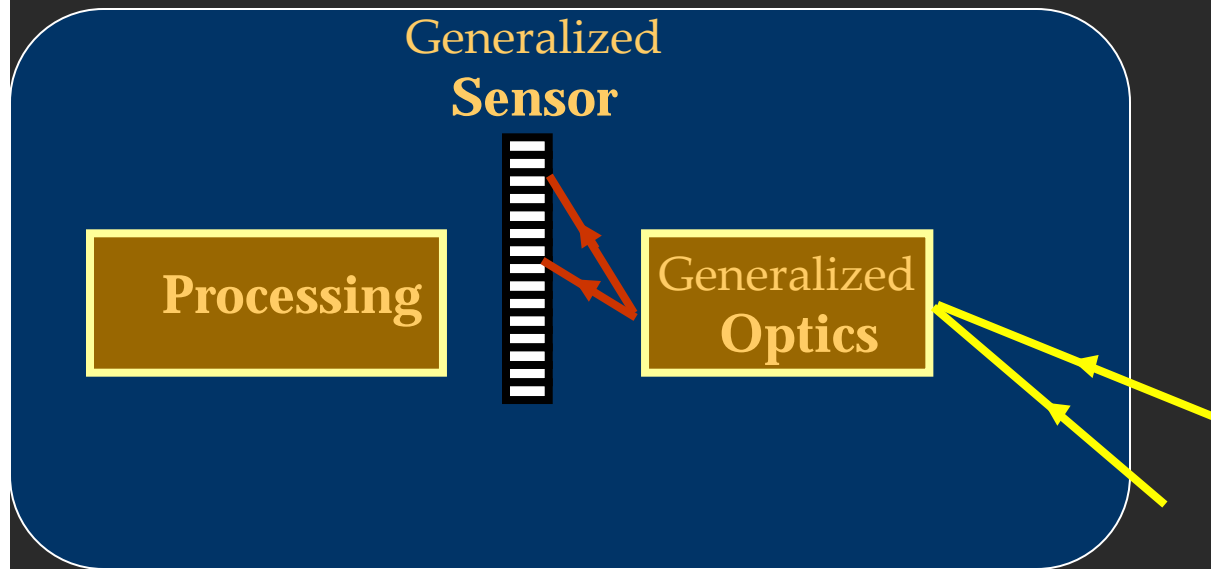 Generalized
Sensor
Processing
Generalized
Optics